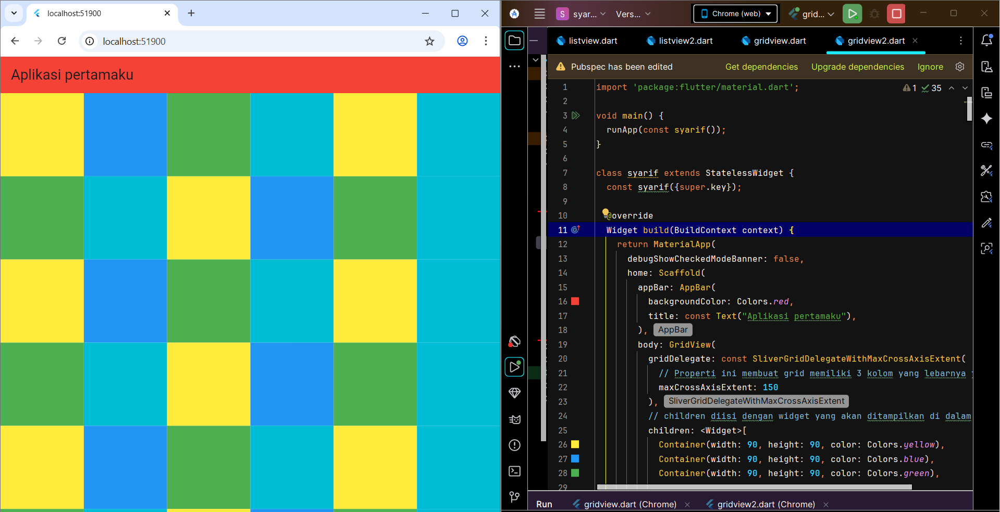 localhost:51900
localhost:51900
Aplikasi pertamaku
S syar... Vers... Chrome (web) grid...
listview.dart listview2.dart gridview.dart gridview2.dart
Pubspec has been edited Get dependencies Upgrade dependencies Ignore
1 import 'package:flutter/material.dart'; 1 35
2
3 void main() {
4 runApp(const syarif());
5 }
6
7 class syarif extends StatelessWidget {
8 const syarif({super.key});
9
10 @override
11 Widget build(BuildContext context) {
12 return MaterialApp(
13 debugShowCheckedModeBanner: false,
14 home: Scaffold(
15 appBar: AppBar(
16 backgroundColor: Colors.red,
17 title: const Text("Aplikasi pertamaku"),
18 ), AppBar
19 body: GridView(
20 gridDelegate: const SliverGridDelegateWithMaxCrossAxisExtent(
21 // Properti ini membuat grid memiliki 3 kolom yang lebarnya
22 maxCrossAxisExtent: 150
23 ), SliverGridDelegateWithMaxCrossAxisExtent
24 // children diisi dengan widget yang akan ditampilkan di dalam
25 children: <Widget>[
26 Container(width: 90, height: 90, color: Colors.yellow),
27 Container(width: 90, height: 90, color: Colors.blue),
28 Container(width: 90, height: 90, color: Colors.green),
29
Run gridview.dart (Chrome) gridview2.dart (Chrome)